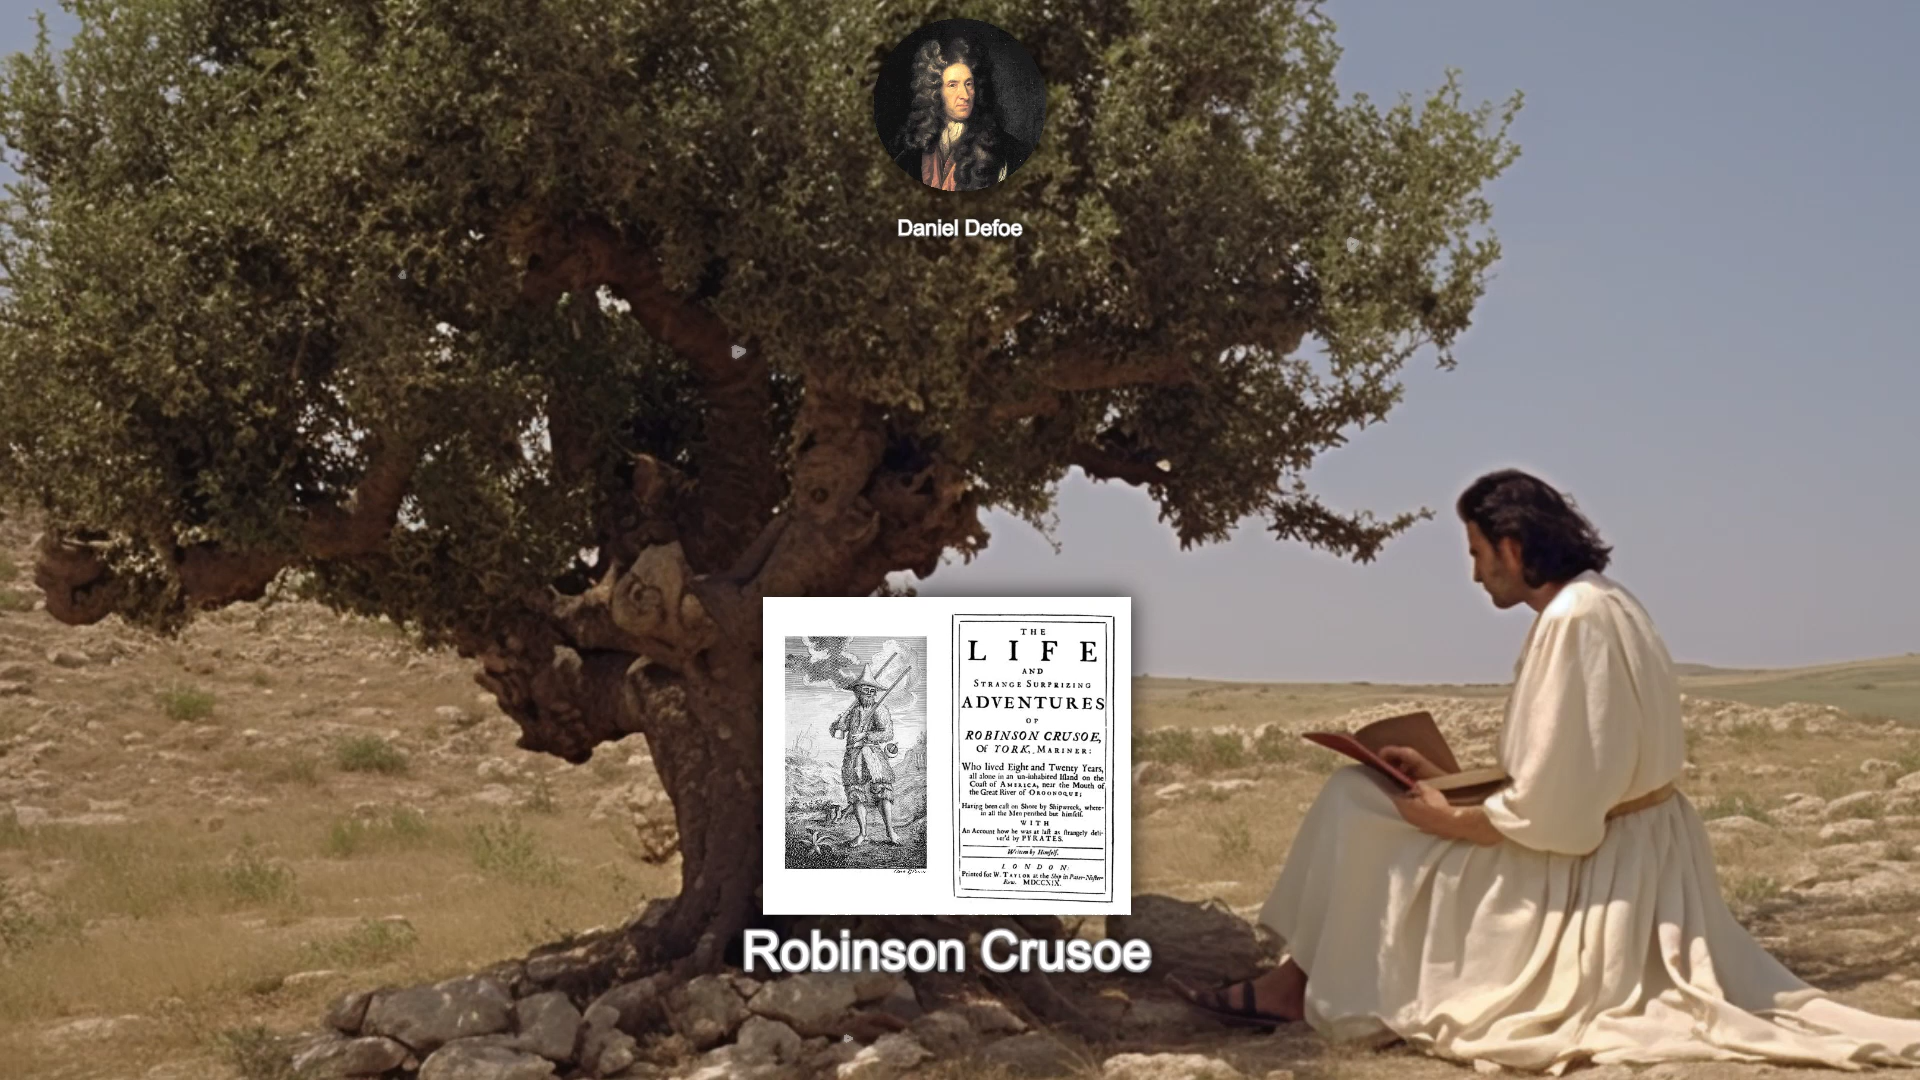 Daniel Defoe
THE
LIFE
AND
STRANGE SURPRIZING
ADVENTURES
OF
ROBINSON CRUSOE,
Of YORK, MARINER:
Who lived Eight and Twenty Years,
all alone in an un-inhabited Island on the
Coast of AMERICA, near the Mouth of
the Great River of OROONOQUE;
Having been cast on Shore by Shipwreck, where-
in all the Men perished but himself.
WITH
An Account how he was at last as strangely deli-
ver'd by PYRATES.
Written by Himself.
LONDON:
Printed for W. TAYLOR at the Ship in Pater-Noster-
Row. MDCCXIX.
Robinson Crusoe